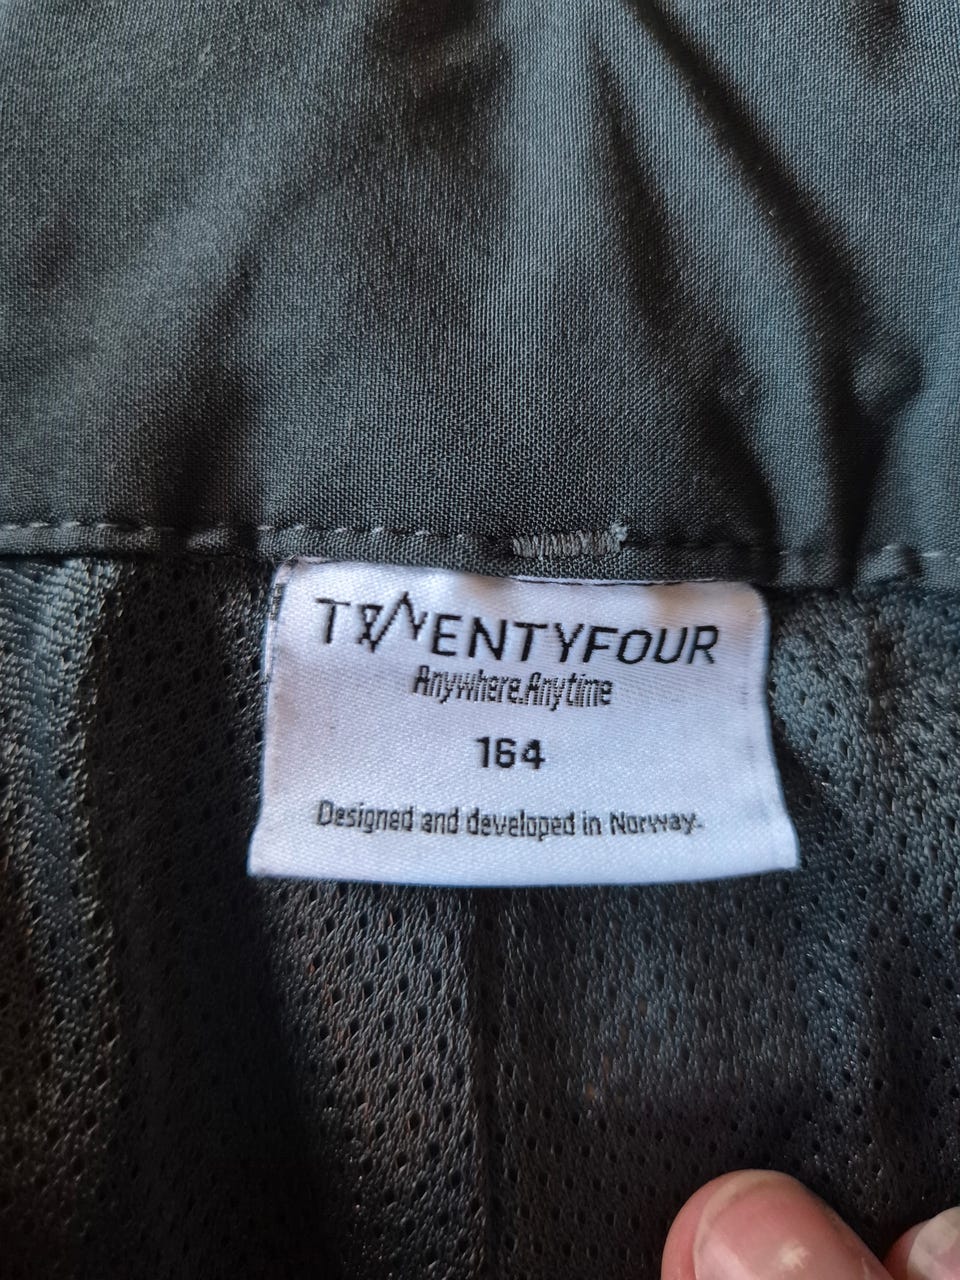 TWENTYFOUR
Anywhere.Anytime
164
Designed and developed in Norway.